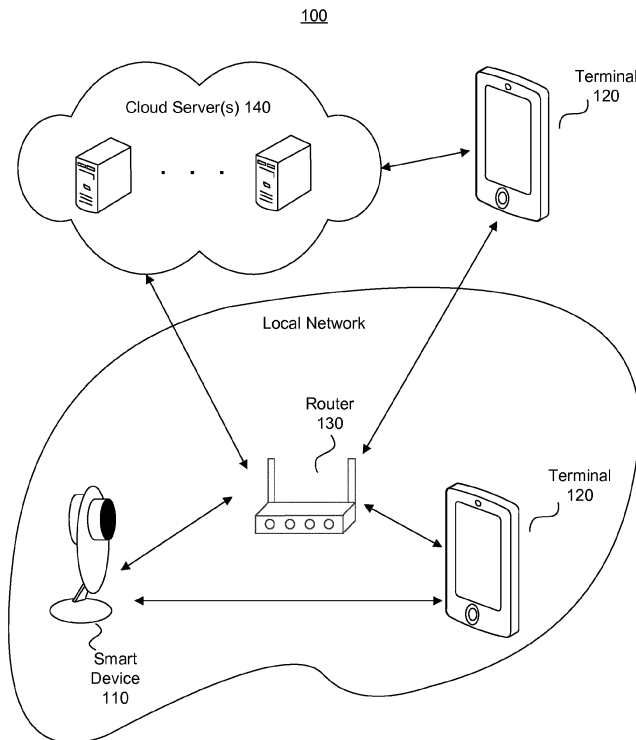 100
Cloud Server(s) 140
Terminal
120
Local Network
Router
130
Terminal
120
Smart
Device
110